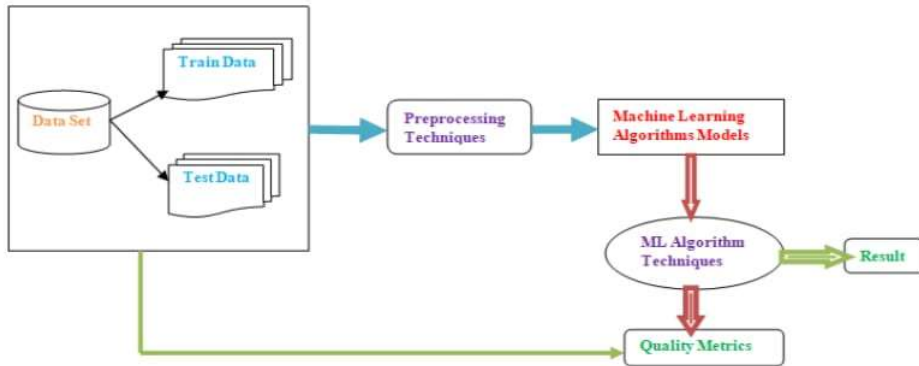 Train Data
Data Set
Test Data
Preprocessing
Techniques
Machine Learning
Algorithms Models
ML Algorithm
Techniques
Result
Quality Metrics